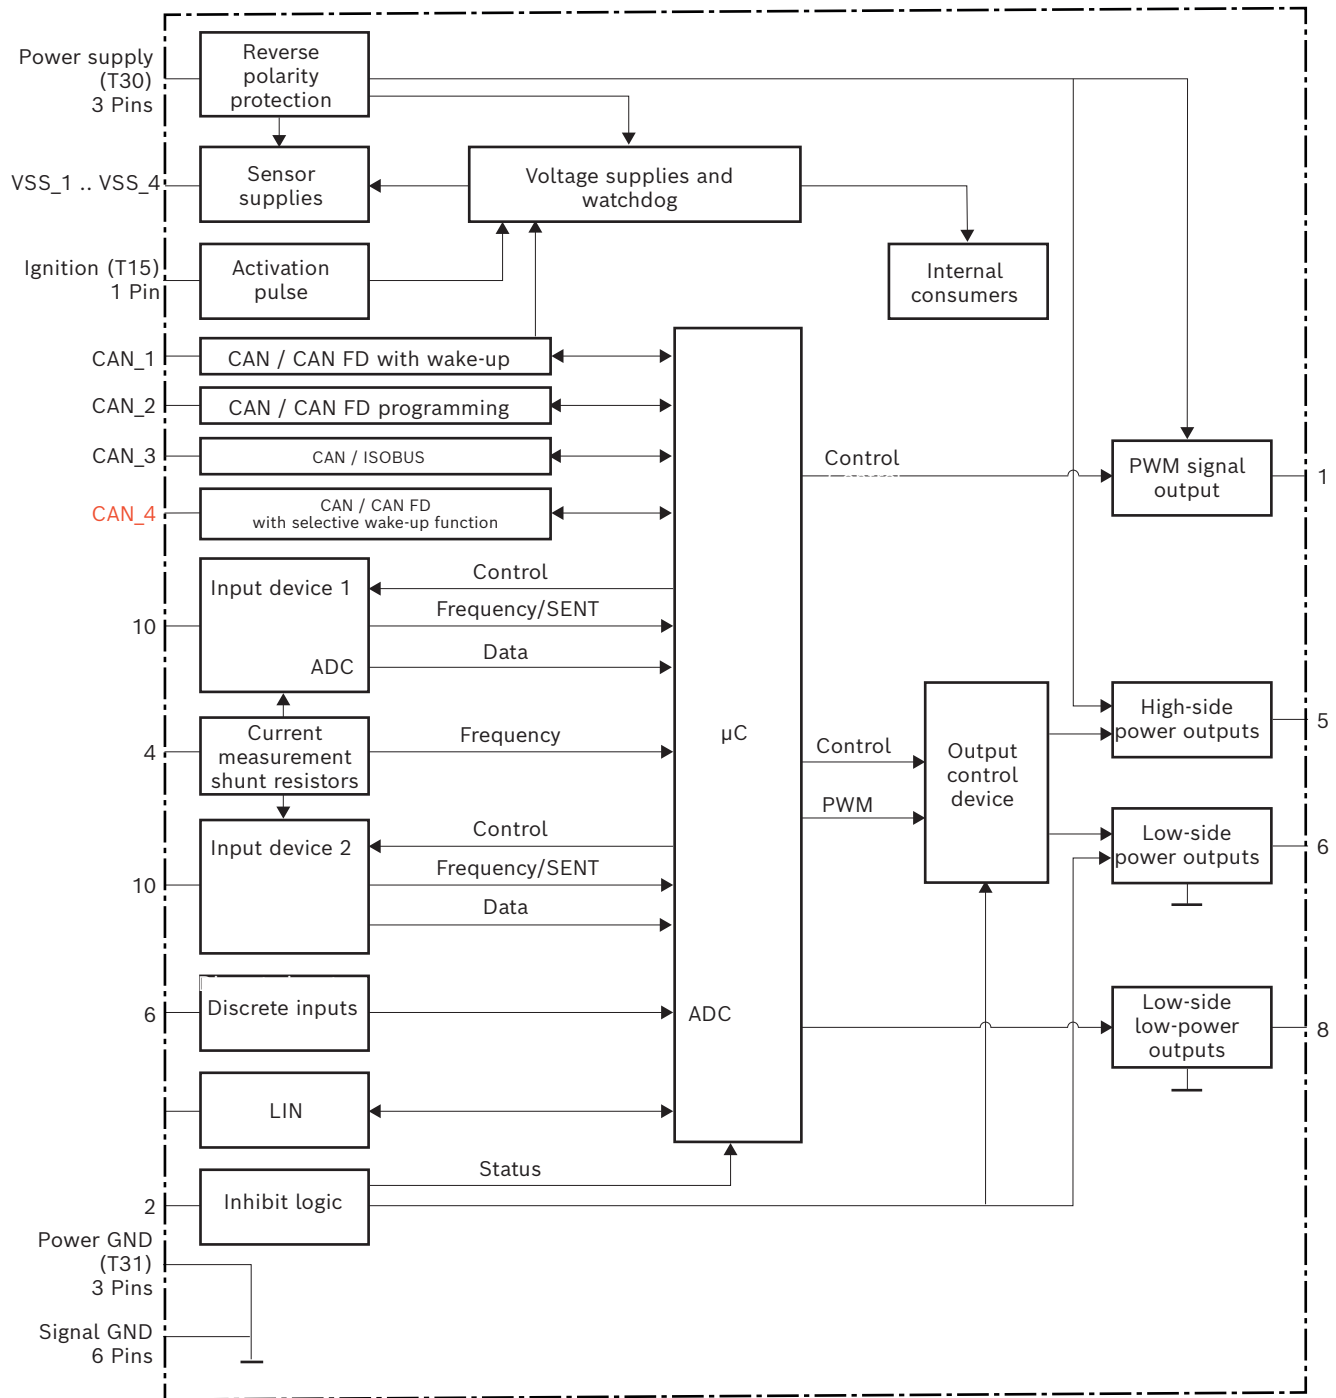 Power supply
(T30)
3 Pins
Reverse
polarity
protection
VSS_1 .. VSS_4
Sensor
supplies
Voltage supplies and
watchdog
Ignition (T15)
1 Pin
Activation
pulse
Internal
consumers
CAN_1
CAN / CAN FD with wake-up
CAN_2
CAN / CAN FD programming
CAN_3
CAN / ISOBUS
CAN_4
CAN / CAN FD
with selective wake-up function
Control
PWM signal
output
1
Input device 1
ADC
10
Control
Frequency/SENT
Data
4
Current
measurement
shunt resistors
Frequency
µC
Control
PWM
Output
control
device
High-side
power outputs
5
Low-side
power outputs
6
Input device 2
10
Control
Frequency/SENT
Data
6
Discrete inputs
ADC
Low-side
low-power
outputs
8
LIN
2
Inhibit logic
Status
Power GND
(T31)
3 Pins
Signal GND
6 Pins